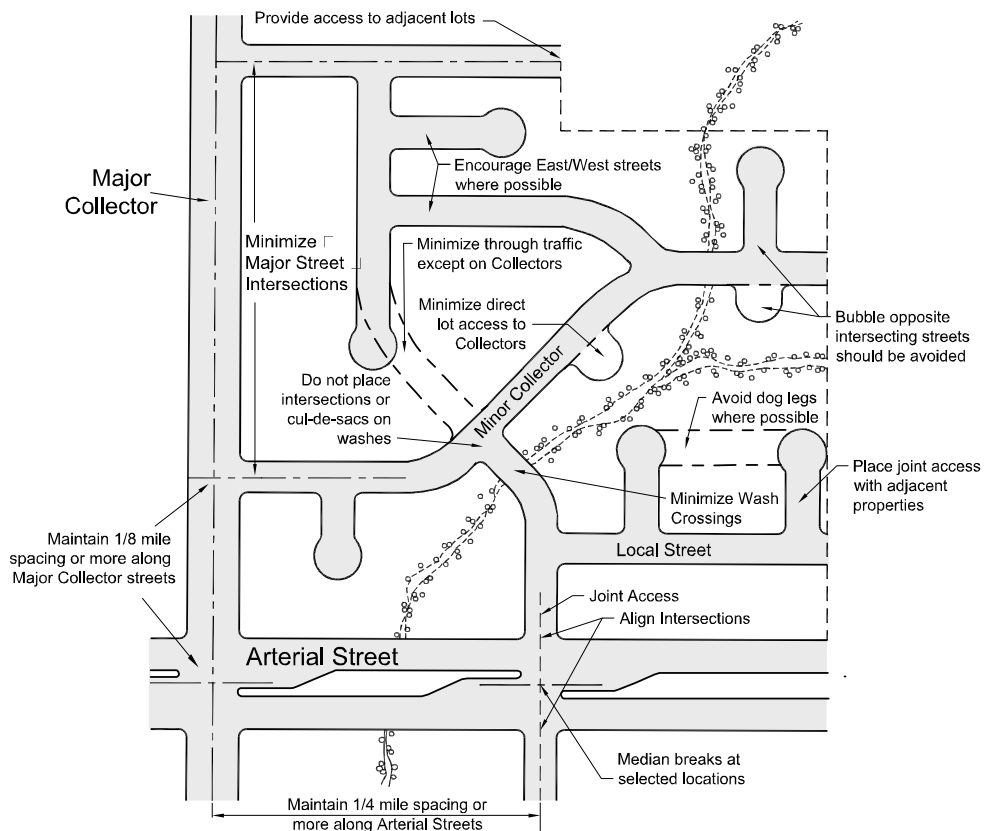 Provide access to adjacent lots
Major
Collector
Encourage East/West streets
where possible
Minimize
Major Street
Intersections
Minimize through traffic
except on Collectors
Minimize direct
lot access to
Collectors
Bubble opposite
intersecting streets
should be avoided
Do not place
intersections or
cul-de-sacs on
washes
Minor Collector
Avoid dog legs
where possible
Place joint access
with adjacent
properties
Minimize Wash
Crossings
Maintain 1/8 mile
spacing or more along
Major Collector streets
Local Street
Joint Access
Align Intersections
Arterial Street
Median breaks at
selected locations
Maintain 1/4 mile spacing or
more along Arterial Streets